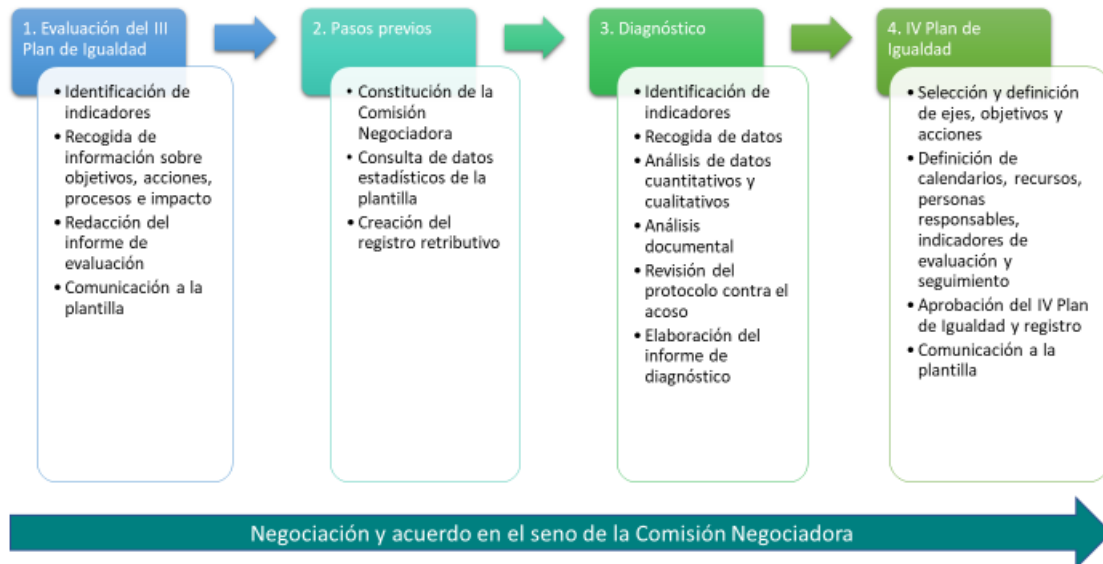 1. Evaluación del III
Plan de Igualdad
• Identificación de
indicadores
• Recogida de
información sobre
objetivos, acciones,
procesos e impacto
• Redacción del
informe de
evaluación
• Comunicación a la
plantilla
2. Pasos previos
• Constitución de la
Comisión
Negociadora
• Consulta de datos
estadísticos de la
plantilla
• Creación del
registro retributivo
3. Diagnóstico
• Identificación de
indicadores
• Recogida de datos
• Análisis de datos
cuantitativos y
cualitativos
• Análisis
documental
• Revisión del
protocolo contra el
acoso
• Elaboración del
informe de
diagnóstico
4. IV Plan de
Igualdad
• Selección y definición
de ejes, objetivos y
acciones
• Definición de
calendarios, recursos,
personas
responsables,
indicadores de
evaluación y
seguimiento
• Aprobación del IV Plan
de Igualdad y registro
• Comunicación a la
plantilla
Negociación y acuerdo en el seno de la Comisión Negociadora